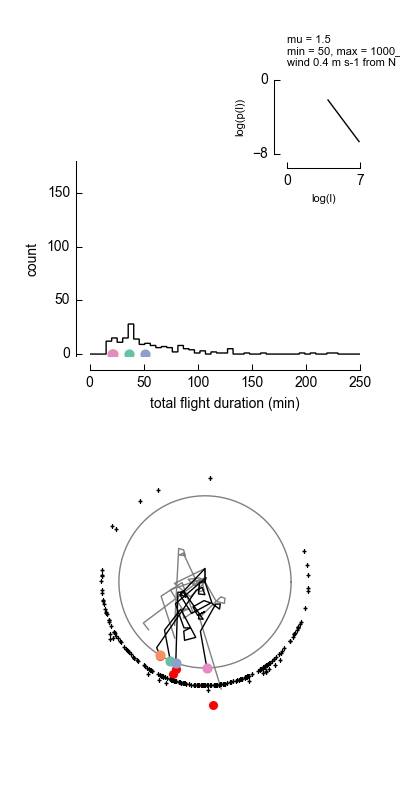 mu = 1.5
min = 50, max = 1000_
wind 0.4 m s-1 from N
0
−8
log(p(l))
0 7
log(l)
150
100
50
0
count
0 50 100 150 200 250
total flight duration (min)